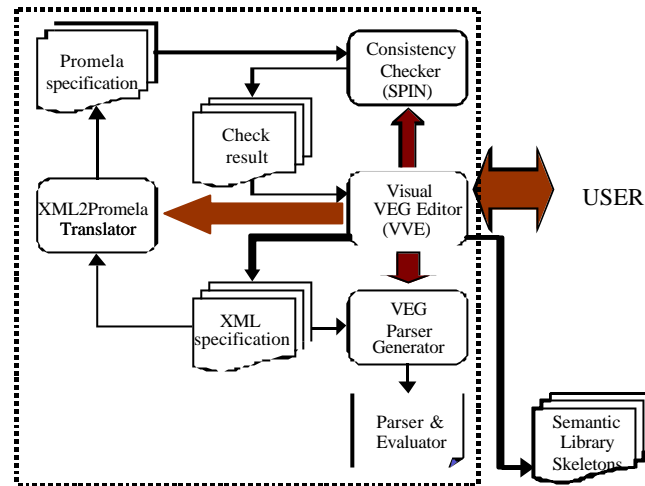 Promela
specification
Consistency
Checker
(SPIN)
Check
result
XML2Promela
Translator
Visual
VEG Editor
(VVE)
USER
XML
specification
VEG
Parser
Generator
Parser &
Evaluator
Semantic
Library
Skeletons